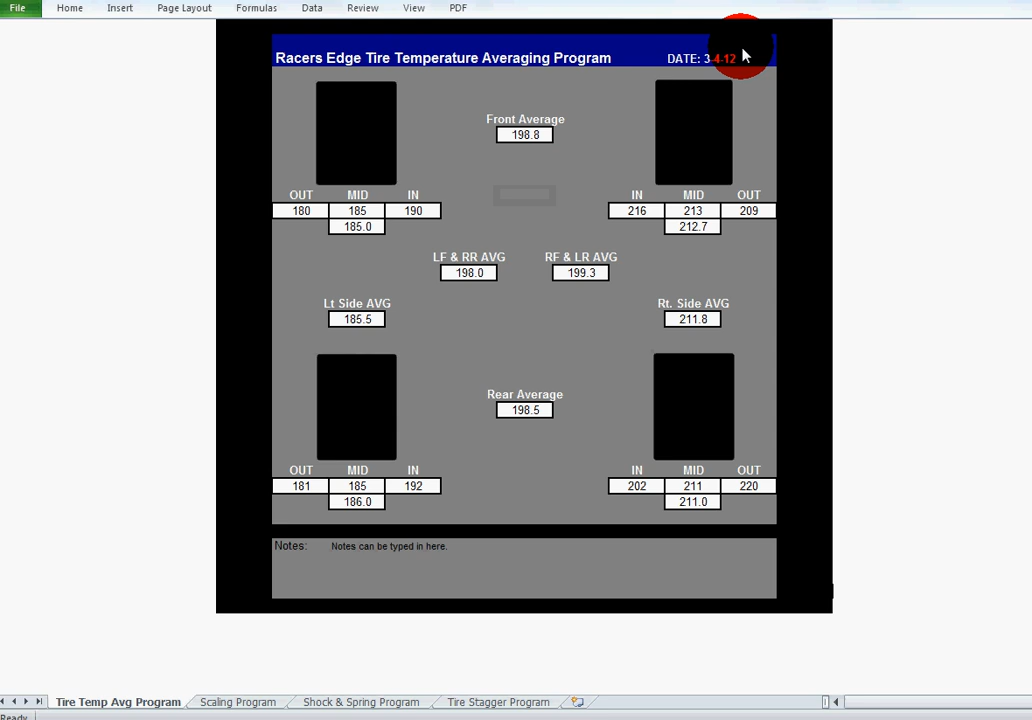 File Home Insert Page Layout Formulas Data Review View PDF
Racers Edge Tire Temperature Averaging Program DATE: 3-4-12
Front Average
198.8
OUT MID IN IN MID OUT
180 185 190 216 213 209
185.0 212.7
LF & RR AVG RF & LR AVG
198.0 199.3
Lt Side AVG Rt. Side AVG
185.5 211.8
Rear Average
198.5
OUT MID IN IN MID OUT
181 185 192 202 211 220
186.0 211.0
Notes: Notes can be typed in here.
Tire Temp Avg Program Scaling Program Shock & Spring Program Tire Stagger Program
Ready